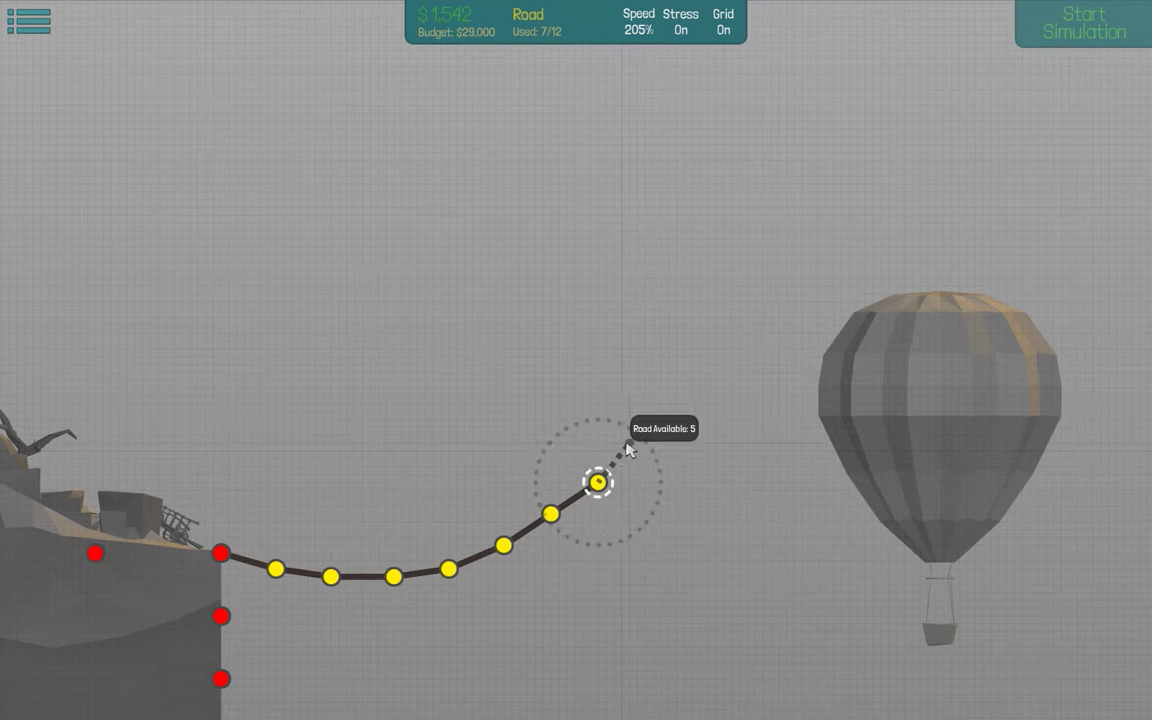 $ 1,542
Budget: $29,000
Road
Used: 7/12
Speed
205%
Stress
On
Grid
On
Start
Simulation
Road Available: 5